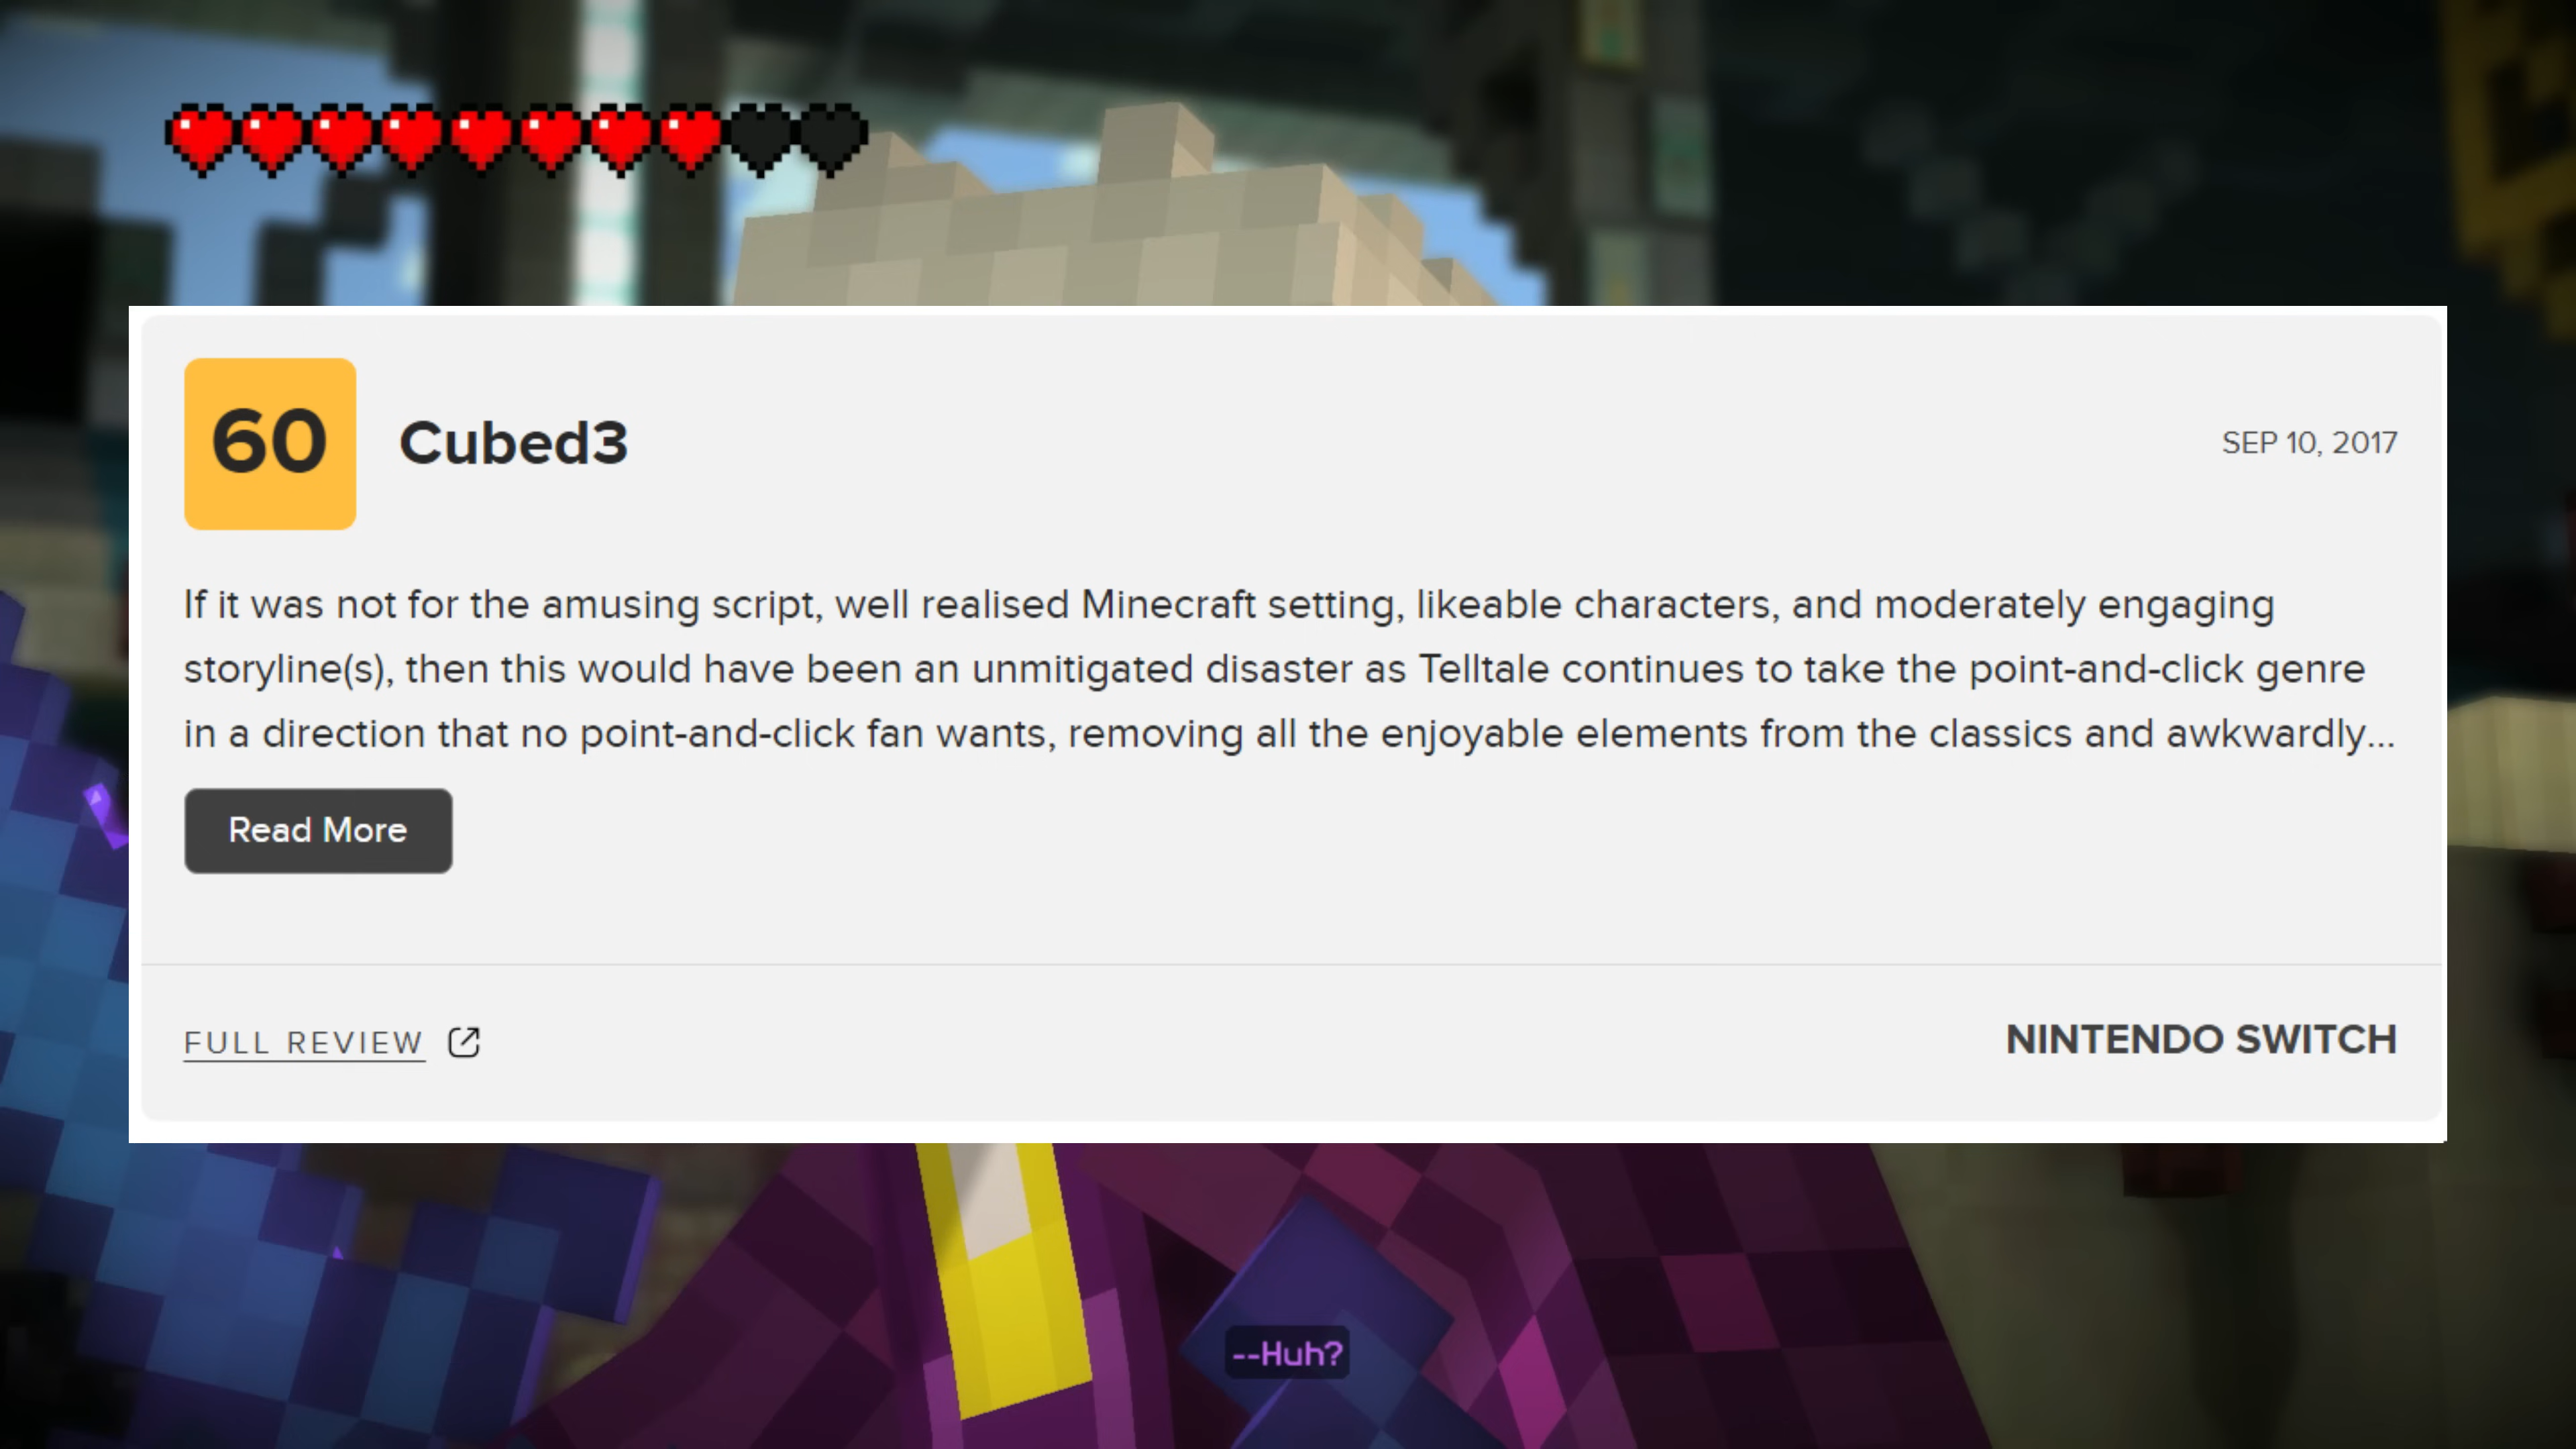 60
Cubed3
SEP 10, 2017
If it was not for the amusing script, well realised Minecraft setting, likeable characters, and moderately engaging
storyline(s), then this would have been an unmitigated disaster as Telltale continues to take the point-and-click genre
in a direction that no point-and-click fan wants, removing all the enjoyable elements from the classics and awkwardly...
Read More
FULL REVIEW
NINTENDO SWITCH
--Huh?